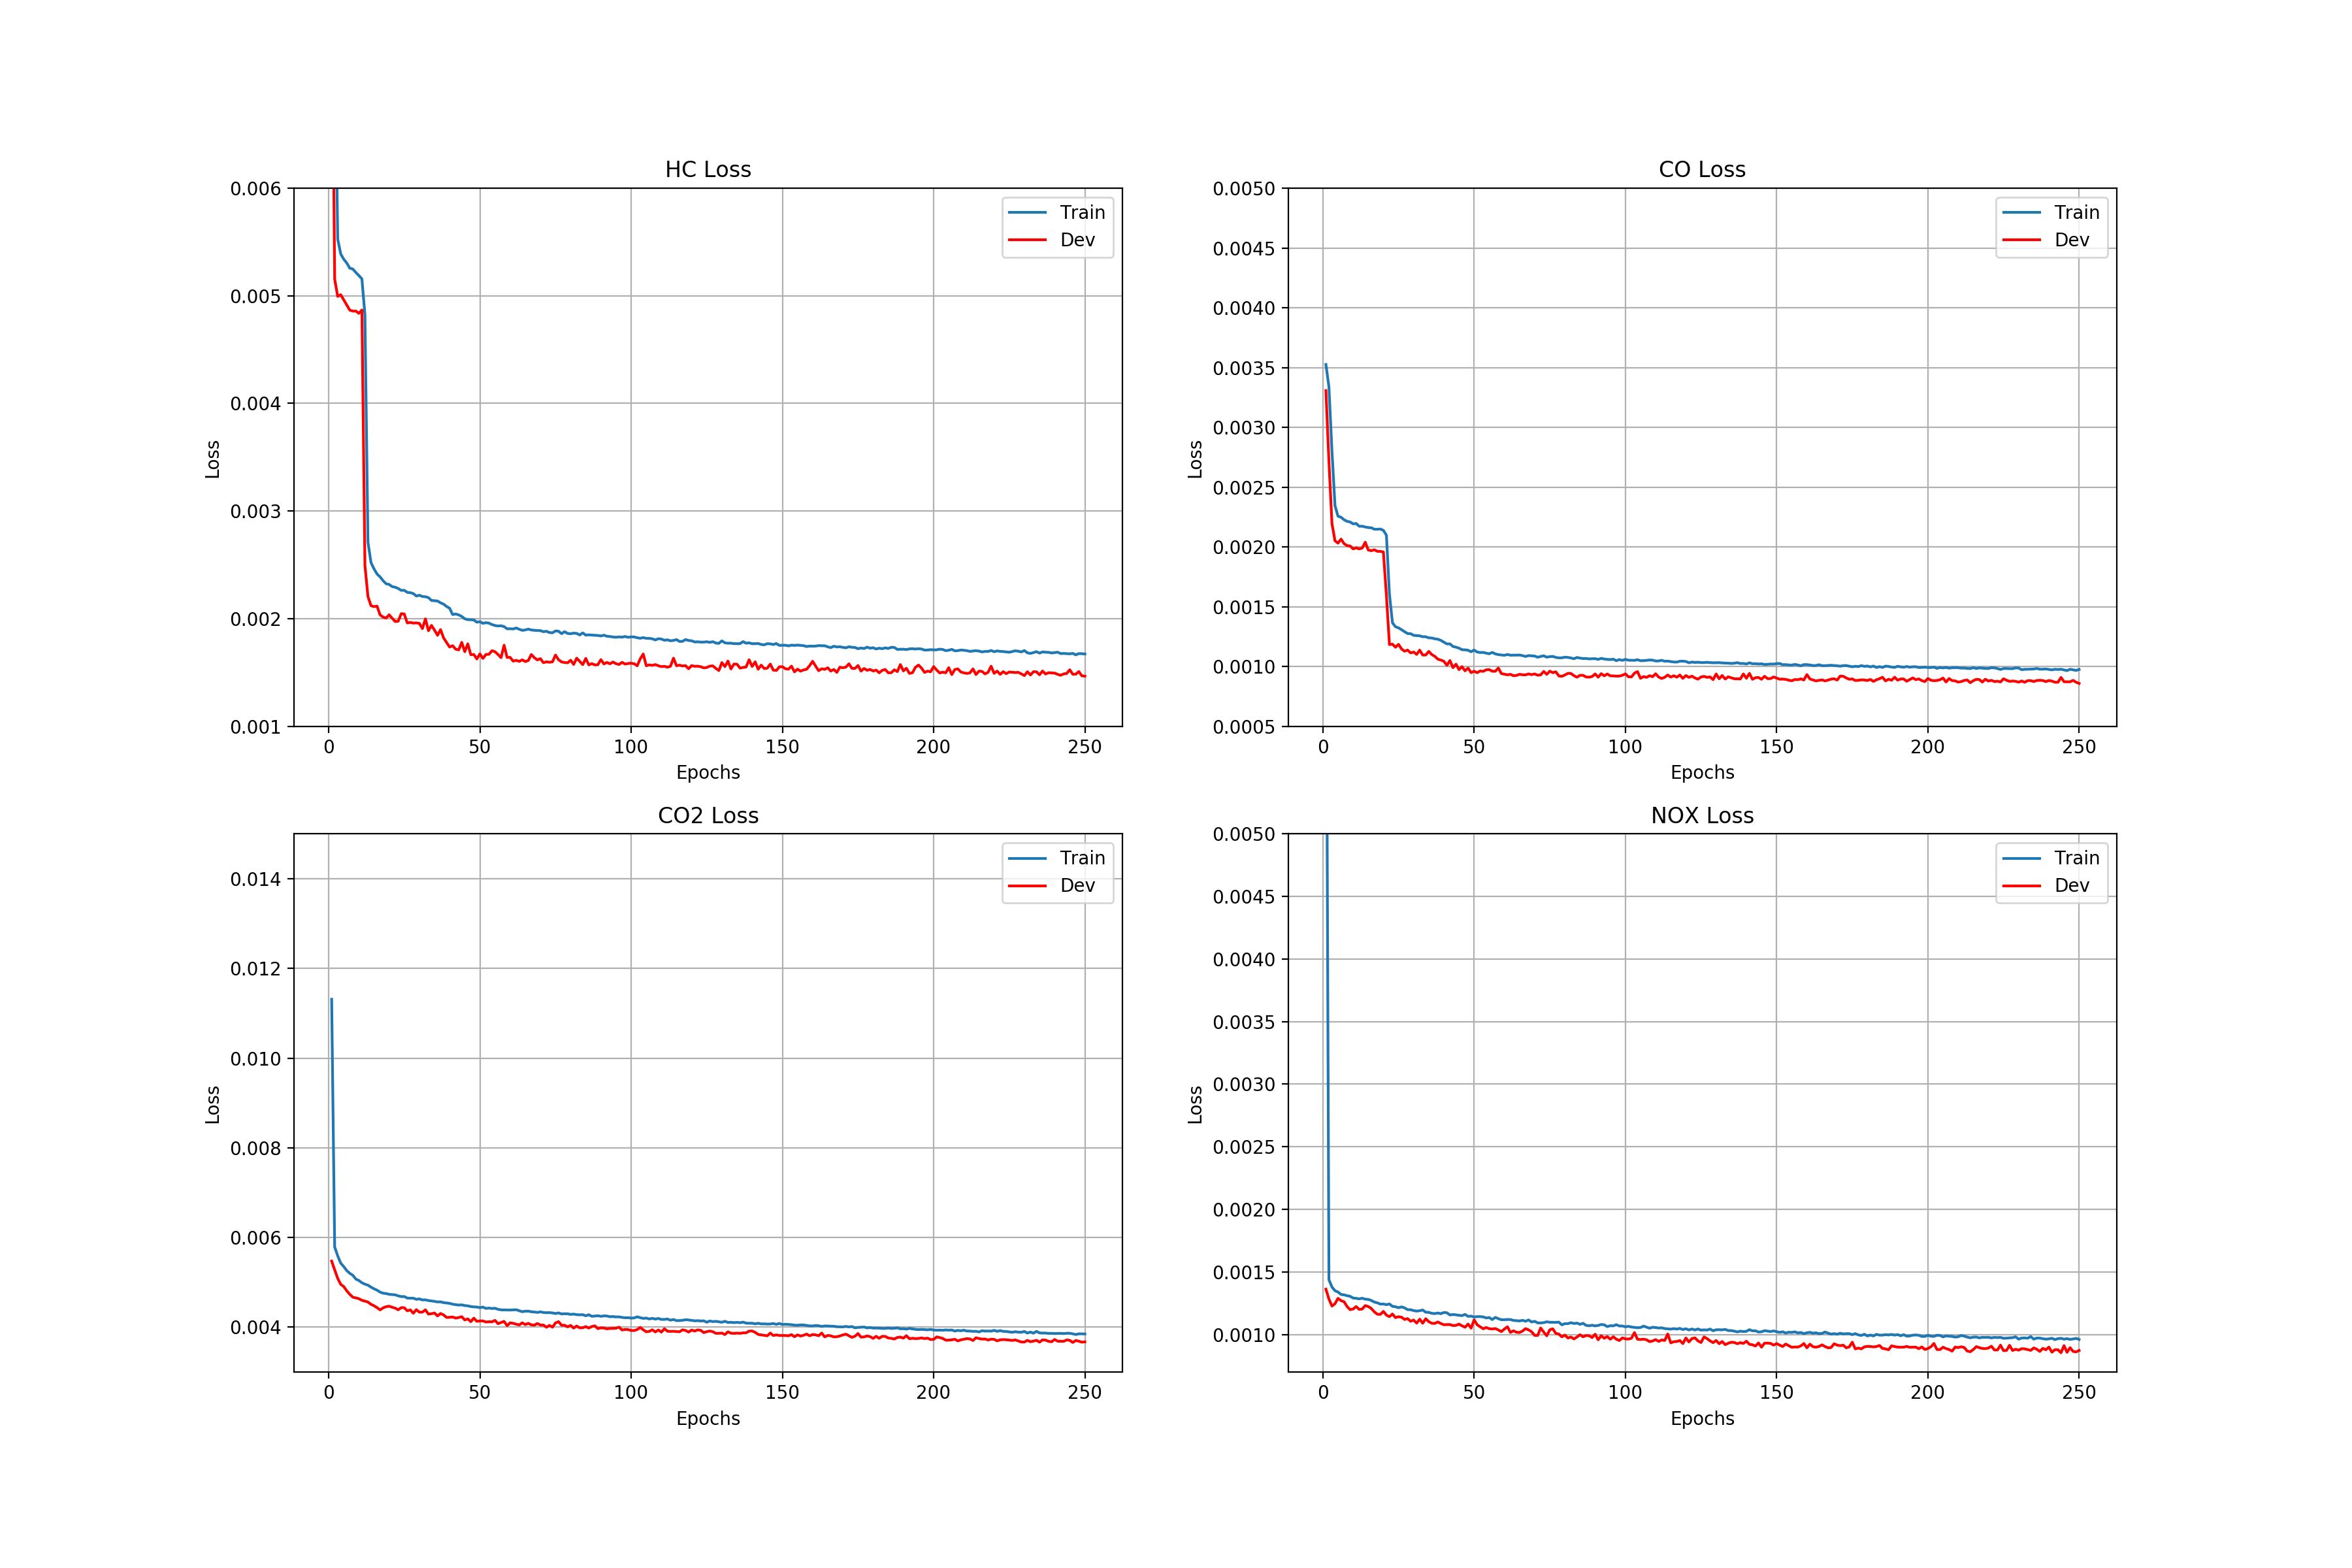 HC Loss
0.006
0.005
0.004
0.003
0.002
0.001
Loss
Train
Dev
0 50 100 150 200 250
Epochs
CO Loss
0.0050
0.0045
0.0040
0.0035
0.0030
0.0025
0.0020
0.0015
0.0010
0.0005
Loss
Train
Dev
0 50 100 150 200 250
Epochs
CO2 Loss
0.014
0.012
0.010
0.008
0.006
0.004
Loss
Train
Dev
0 50 100 150 200 250
Epochs
NOX Loss
0.0050
0.0045
0.0040
0.0035
0.0030
0.0025
0.0020
0.0015
0.0010
Loss
Train
Dev
0 50 100 150 200 250
Epochs